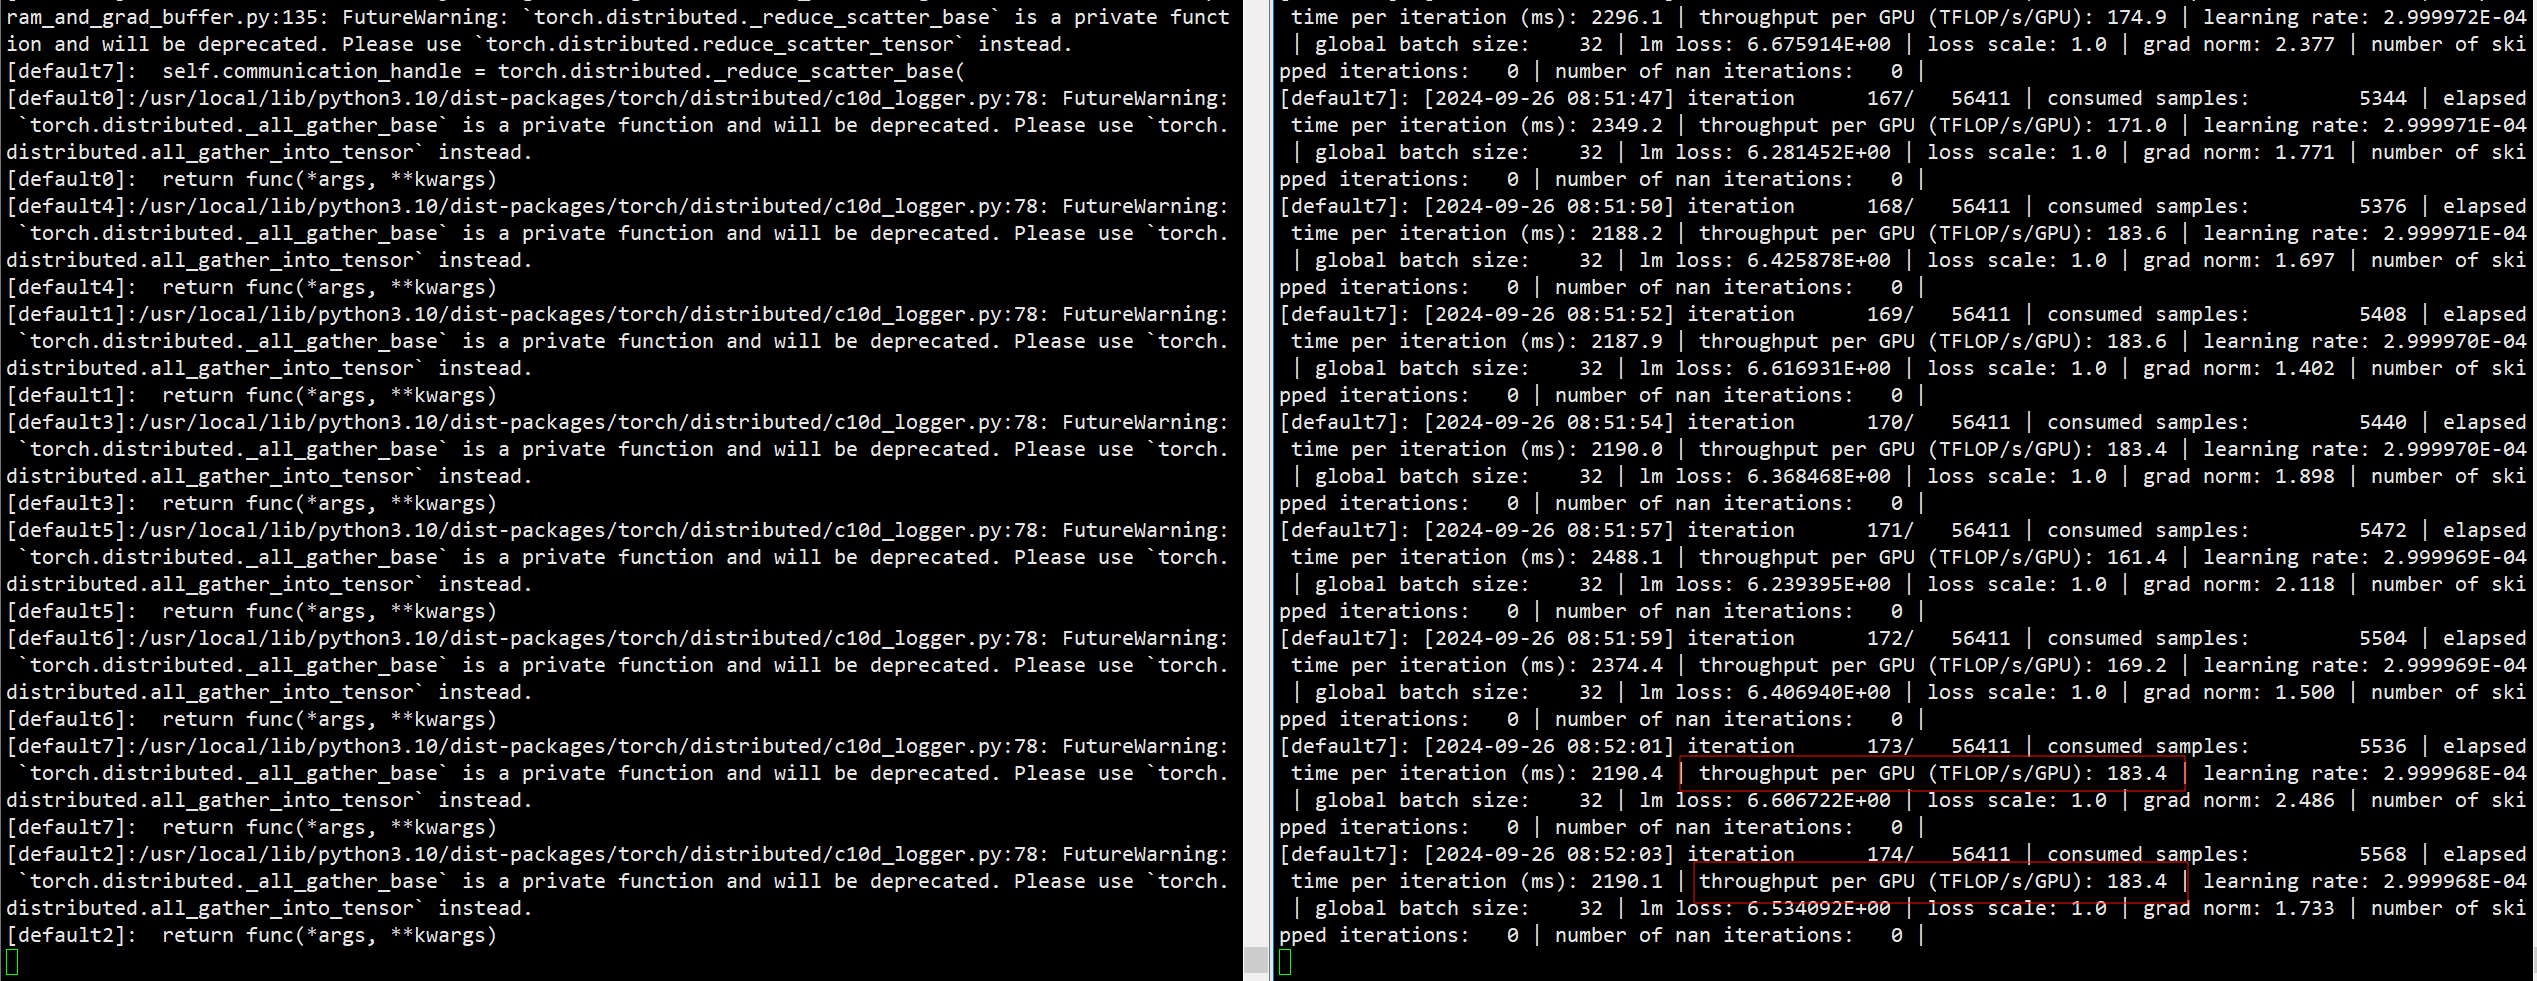 ram_and_grad_buffer.py:135: FutureWarning: `torch.distributed._reduce_scatter_base` is a private funct
ion and will be deprecated. Please use `torch.distributed.reduce_scatter_tensor` instead.
[default7]:  self.communication_handle = torch.distributed._reduce_scatter_base(
[default0]:/usr/local/lib/python3.10/dist-packages/torch/distributed/c10d_logger.py:78: FutureWarning:
 `torch.distributed._all_gather_base` is a private function and will be deprecated. Please use `torch.
distributed.all_gather_into_tensor` instead.
[default0]:  return func(*args, **kwargs)
[default4]:/usr/local/lib/python3.10/dist-packages/torch/distributed/c10d_logger.py:78: FutureWarning:
 `torch.distributed._all_gather_base` is a private function and will be deprecated. Please use `torch.
distributed.all_gather_into_tensor` instead.
[default4]:  return func(*args, **kwargs)
[default1]:/usr/local/lib/python3.10/dist-packages/torch/distributed/c10d_logger.py:78: FutureWarning:
 `torch.distributed._all_gather_base` is a private function and will be deprecated. Please use `torch.
distributed.all_gather_into_tensor` instead.
[default1]:  return func(*args, **kwargs)
[default3]:/usr/local/lib/python3.10/dist-packages/torch/distributed/c10d_logger.py:78: FutureWarning:
 `torch.distributed._all_gather_base` is a private function and will be deprecated. Please use `torch.
distributed.all_gather_into_tensor` instead.
[default3]:  return func(*args, **kwargs)
[default5]:/usr/local/lib/python3.10/dist-packages/torch/distributed/c10d_logger.py:78: FutureWarning:
 `torch.distributed._all_gather_base` is a private function and will be deprecated. Please use `torch.
distributed.all_gather_into_tensor` instead.
[default5]:  return func(*args, **kwargs)
[default6]:/usr/local/lib/python3.10/dist-packages/torch/distributed/c10d_logger.py:78: FutureWarning:
 `torch.distributed._all_gather_base` is a private function and will be deprecated. Please use `torch.
distributed.all_gather_into_tensor` instead.
[default6]:  return func(*args, **kwargs)
[default7]:/usr/local/lib/python3.10/dist-packages/torch/distributed/c10d_logger.py:78: FutureWarning:
 `torch.distributed._all_gather_base` is a private function and will be deprecated. Please use `torch.
distributed.all_gather_into_tensor` instead.
[default7]:  return func(*args, **kwargs)
[default2]:/usr/local/lib/python3.10/dist-packages/torch/distributed/c10d_logger.py:78: FutureWarning:
 `torch.distributed._all_gather_base` is a private function and will be deprecated. Please use `torch.
distributed.all_gather_into_tensor` instead.
[default2]:  return func(*args, **kwargs)
 time per iteration (ms): 2296.1 | throughput per GPU (TFLOP/s/GPU): 174.9 | learning rate: 2.999972E-04
 | global batch size:    32 | lm loss: 6.675914E+00 | loss scale: 1.0 | grad norm: 2.377 | number of ski
pped iterations:   0 | number of nan iterations:   0 |
[default7]: [2024-09-26 08:51:47] iteration      167/   56411 | consumed samples:         5344 | elapsed
 time per iteration (ms): 2349.2 | throughput per GPU (TFLOP/s/GPU): 171.0 | learning rate: 2.999971E-04
 | global batch size:    32 | lm loss: 6.281452E+00 | loss scale: 1.0 | grad norm: 1.771 | number of ski
pped iterations:   0 | number of nan iterations:   0 |
[default7]: [2024-09-26 08:51:50] iteration      168/   56411 | consumed samples:         5376 | elapsed
 time per iteration (ms): 2188.2 | throughput per GPU (TFLOP/s/GPU): 183.6 | learning rate: 2.999971E-04
 | global batch size:    32 | lm loss: 6.425878E+00 | loss scale: 1.0 | grad norm: 1.697 | number of ski
pped iterations:   0 | number of nan iterations:   0 |
[default7]: [2024-09-26 08:51:52] iteration      169/   56411 | consumed samples:         5408 | elapsed
 time per iteration (ms): 2187.9 | throughput per GPU (TFLOP/s/GPU): 183.6 | learning rate: 2.999970E-04
 | global batch size:    32 | lm loss: 6.616931E+00 | loss scale: 1.0 | grad norm: 1.402 | number of ski
pped iterations:   0 | number of nan iterations:   0 |
[default7]: [2024-09-26 08:51:54] iteration      170/   56411 | consumed samples:         5440 | elapsed
 time per iteration (ms): 2190.0 | throughput per GPU (TFLOP/s/GPU): 183.4 | learning rate: 2.999970E-04
 | global batch size:    32 | lm loss: 6.368468E+00 | loss scale: 1.0 | grad norm: 1.898 | number of ski
pped iterations:   0 | number of nan iterations:   0 |
[default7]: [2024-09-26 08:51:57] iteration      171/   56411 | consumed samples:         5472 | elapsed
 time per iteration (ms): 2488.1 | throughput per GPU (TFLOP/s/GPU): 161.4 | learning rate: 2.999969E-04
 | global batch size:    32 | lm loss: 6.239395E+00 | loss scale: 1.0 | grad norm: 2.118 | number of ski
pped iterations:   0 | number of nan iterations:   0 |
[default7]: [2024-09-26 08:51:59] iteration      172/   56411 | consumed samples:         5504 | elapsed
 time per iteration (ms): 2374.4 | throughput per GPU (TFLOP/s/GPU): 169.2 | learning rate: 2.999969E-04
 | global batch size:    32 | lm loss: 6.406940E+00 | loss scale: 1.0 | grad norm: 1.500 | number of ski
pped iterations:   0 | number of nan iterations:   0 |
[default7]: [2024-09-26 08:52:01] iteration      173/   56411 | consumed samples:         5536 | elapsed
 time per iteration (ms): 2190.4 | throughput per GPU (TFLOP/s/GPU): 183.4 | learning rate: 2.999968E-04
 | global batch size:    32 | lm loss: 6.606722E+00 | loss scale: 1.0 | grad norm: 2.486 | number of ski
pped iterations:   0 | number of nan iterations:   0 |
[default7]: [2024-09-26 08:52:03] iteration      174/   56411 | consumed samples:         5568 | elapsed
 time per iteration (ms): 2190.1 | throughput per GPU (TFLOP/s/GPU): 183.4 | learning rate: 2.999968E-04
 | global batch size:    32 | lm loss: 6.534092E+00 | loss scale: 1.0 | grad norm: 1.733 | number of ski
pped iterations:   0 | number of nan iterations:   0 |